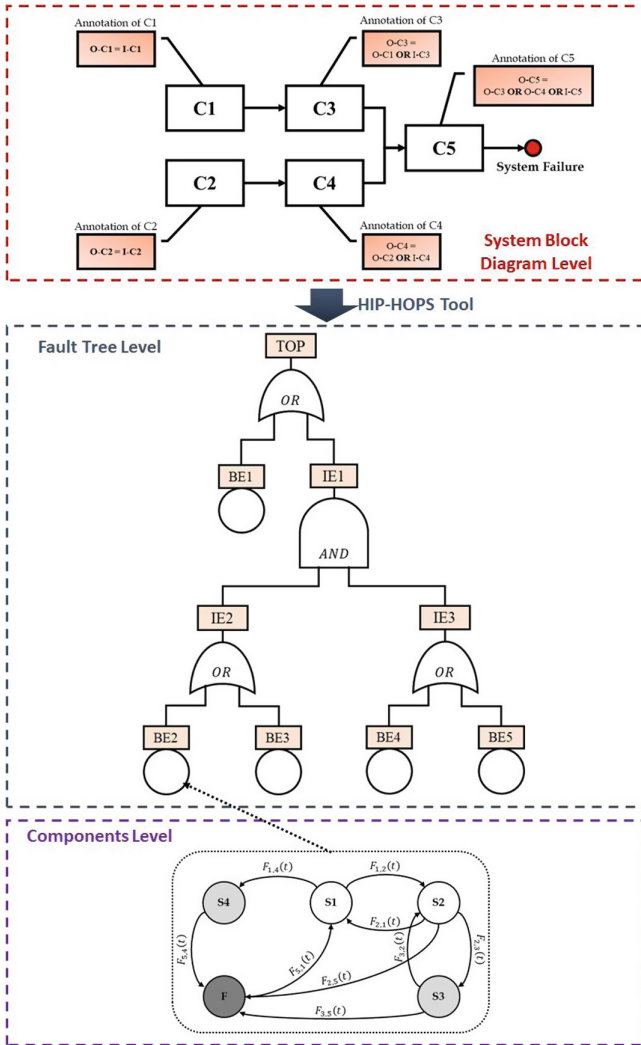 Annotation of C1
O-C1 = I-C1
Annotation of C3
O-C3 =
O-C1 OR I-C3
Annotation of C5
O-C5 =
O-C3 OR O-C4 OR I-C5
C1
C3
C5
System Failure
C2
C4
Annotation of C2
O-C2 = I-C2
Annotation of C4
O-C4 =
O-C2 OR I-C4
System Block
Diagram Level
HIP-HOPS Tool
Fault Tree Level
TOP
OR
BE1
IE1
AND
IE2
IE3
OR
OR
BE2
BE3
BE4
BE5
Components Level
F1,4(t)
F1,2(t)
S4
S1
S2
F2,1(t)
F5,4(t)
F5,1(t)
F2,5(t)
F3,2(t)
F2,3(t)
F
S3
F3,5(t)